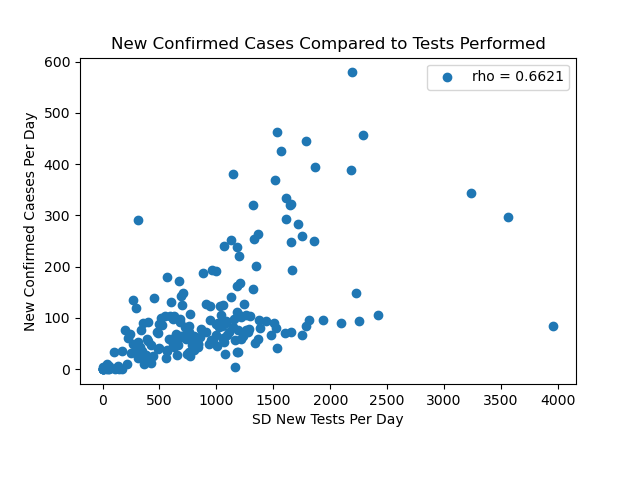 New Confirmed Cases Compared to Tests Performed
rho = 0.6621
600
500
400
300
200
100
0
New Confirmed Caeses Per Day
0 500 1000 1500 2000 2500 3000 3500 4000
SD New Tests Per Day